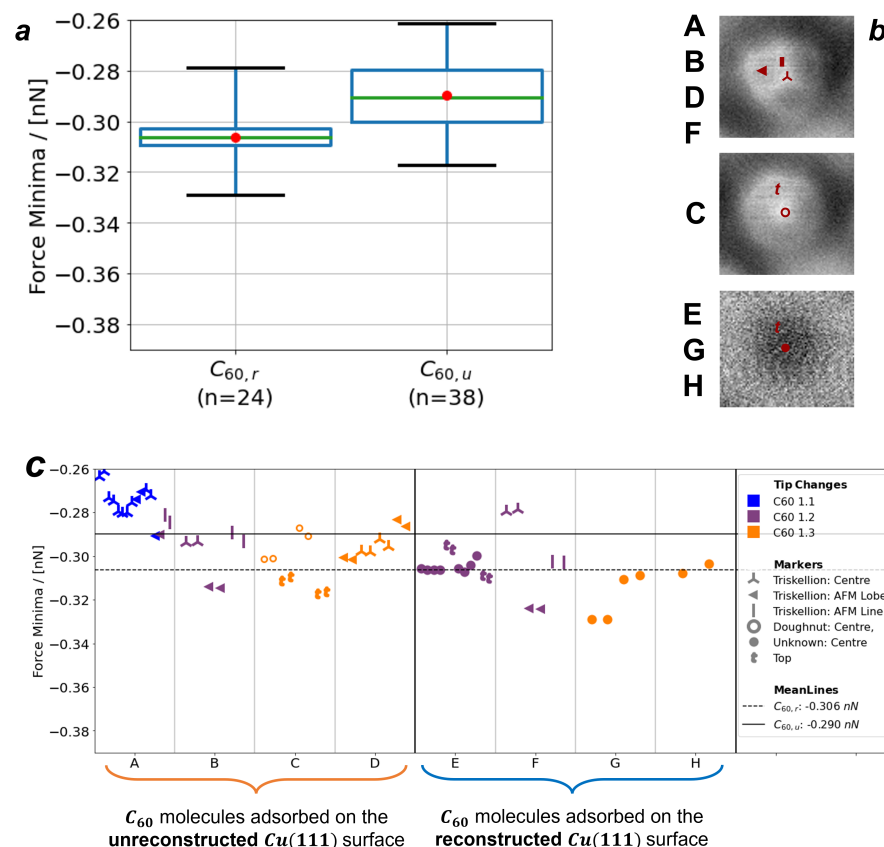 a
Force Minima / [nN]
−0.26
−0.28
−0.30
−0.32
−0.34
−0.36
−0.38
C60,r
(n=24)
C60,u
(n=38)
b
A
B
D
F
C
t
E
G
H
t
c
Force Minima / [nN]
−0.26
−0.28
−0.30
−0.32
−0.34
−0.36
−0.38
A B C D E F G H
Tip Changes
C60 1.1
C60 1.2
C60 1.3
Markers
Triskellion: Centre
Triskellion: AFM Lobe
Triskellion: AFM Line
Doughnut: Centre,
Unknown: Centre
Top
MeanLines
C60,r: -0.306 nN
C60,u: -0.290 nN
C60 molecules adsorbed on the
unreconstructed Cu(111) surface
C60 molecules adsorbed on the
reconstructed Cu(111) surface